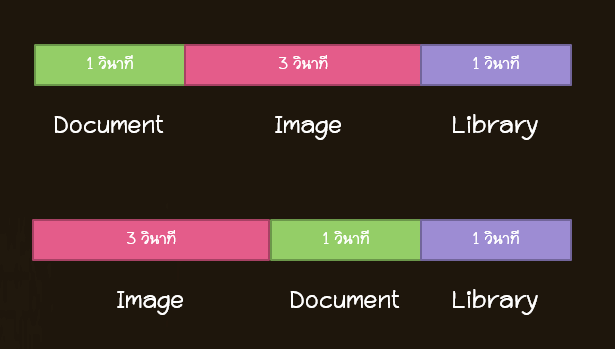 1 วินาที 3 วินาที 1 วินาที
Document Image Library
3 วินาที 1 วินาที 1 วินาที
Image Document Library